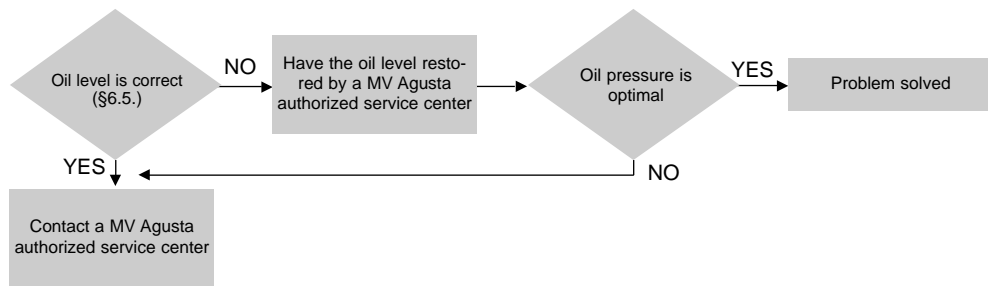 Oil level is correct
(§6.5.)
NO
Have the oil level resto-
red by a MV Agusta
authorized service center
Oil pressure is
optimal
YES
Problem solved
YES
NO
Contact a MV Agusta
authorized service center